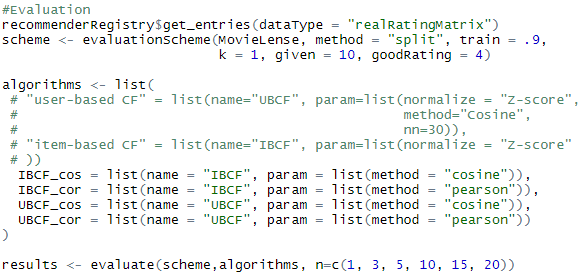 #Evaluation
recommenderRegistry$get_entries(dataType = "realRatingMatrix")
scheme <- evaluationScheme(MovieLense, method = "split", train = .9,
                           k = 1, given = 10, goodRating = 4)

algorithms <- list(
 # "user-based CF" = list(name="UBCF", param=list(normalize = "Z-score",
 #                                                method="Cosine",
 #                                                nn=30)),
 # "item-based CF" = list(name="IBCF", param=list(normalize = "Z-score"
 # ))
  IBCF_cos = list(name = "IBCF", param = list(method = "cosine")),
  IBCF_cor = list(name = "IBCF", param = list(method = "pearson")),
  UBCF_cos = list(name = "UBCF", param = list(method = "cosine")),
  UBCF_cor = list(name = "UBCF", param = list(method = "pearson"))
)

results <- evaluate(scheme,algorithms, n=c(1, 3, 5, 10, 15, 20))